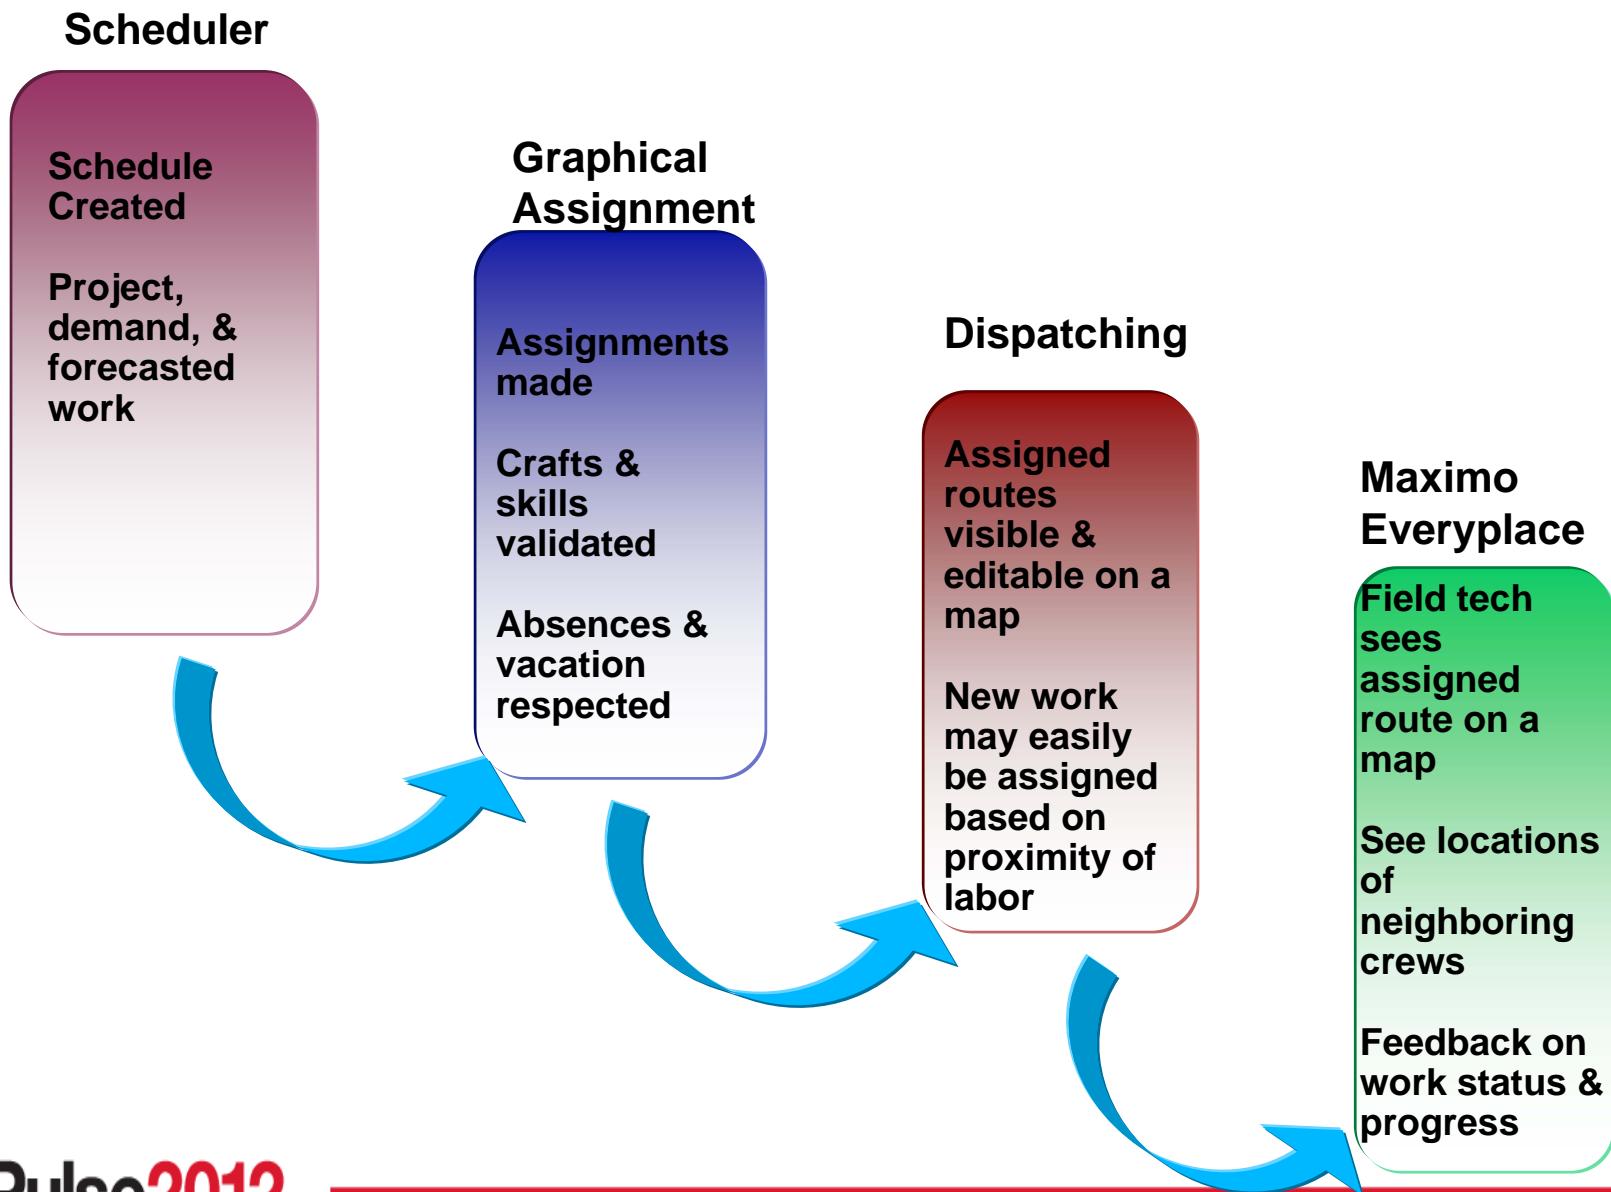 Scheduler
Schedule
Created
Project,
demand, &
forecasted
work
Graphical
Assignment
Assignments
made
Crafts &
skills
validated
Absences &
vacation
respected
Dispatching
Assigned
routes
visible &
editable on a
map
New work
may easily
be assigned
based on
proximity of
labor
Maximo
Everyplace
Field tech
sees
assigned
route on a
map
See locations
of
neighboring
crews
Feedback on
work status &
progress
Pulse2012